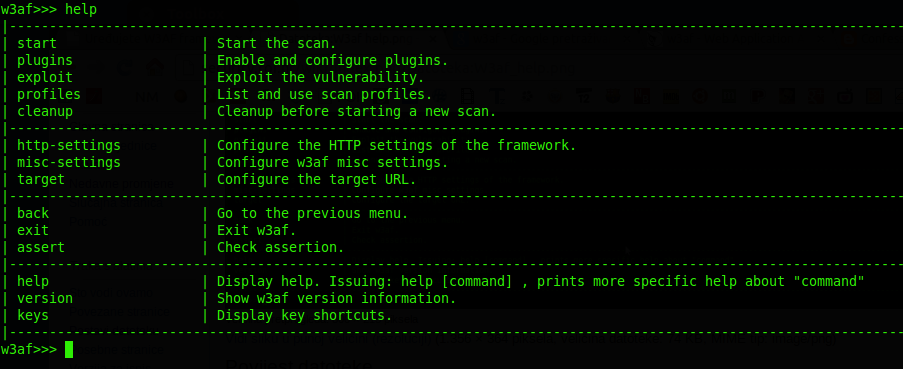 w3af>>> help
|-----------------------------------------------------------------------------------------------------------------
| start | Start the scan.
| plugins | Enable and configure plugins.
| exploit | Exploit the vulnerability.
| profiles | List and use scan profiles.
| cleanup | Cleanup before starting a new scan.
|-----------------------------------------------------------------------------------------------------------------
| http-settings | Configure the HTTP settings of the framework.
| misc-settings | Configure w3af misc settings.
| target | Configure the target URL.
|-----------------------------------------------------------------------------------------------------------------
| back | Go to the previous menu.
| exit | Exit w3af.
| assert | Check assertion.
|-----------------------------------------------------------------------------------------------------------------
| help | Display help. Issuing: help [command] , prints more specific help about "command"
| version | Show w3af version information.
| keys | Display key shortcuts.
|-----------------------------------------------------------------------------------------------------------------
w3af>>>